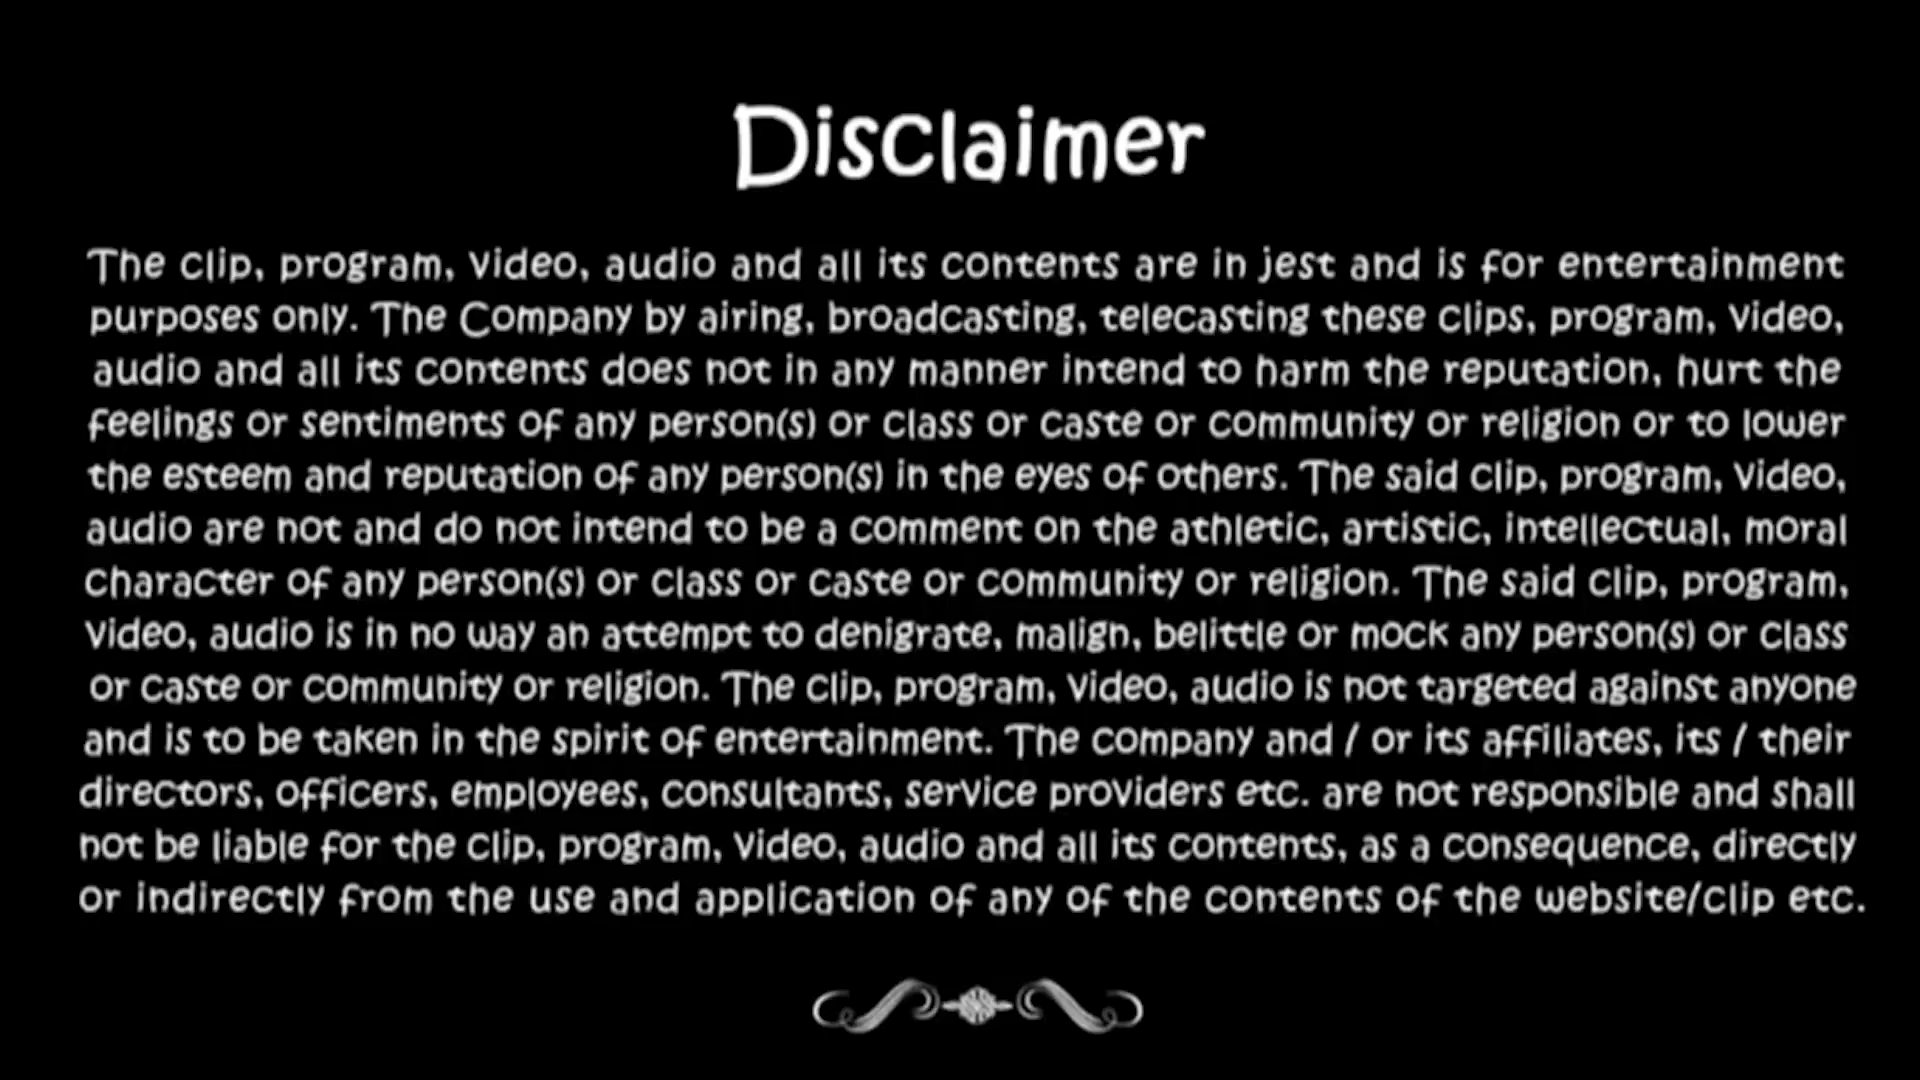 Disclaimer
The clip, program, video, audio and all its contents are in jest and is for entertainment
purposes only. The Company by airing, broadcasting, telecasting these clips, program, video,
audio and all its contents does not in any manner intend to harm the reputation, hurt the
feelings or sentiments of any person(s) or class or caste or community or religion or to lower
the esteem and reputation of any person(s) in the eyes of others. The said clip, program, video,
audio are not and do not intend to be a comment on the athletic, artistic, intellectual, moral
character of any person(s) or class or caste or community or religion. The said clip, program,
video, audio is in no way an attempt to denigrate, malign, belittle or mock any person(s) or class
or caste or community or religion. The clip, program, video, audio is not targeted against anyone
and is to be taken in the spirit of entertainment. The company and / or its affiliates, its / their
directors, officers, employees, consultants, service providers etc. are not responsible and shall
not be liable for the clip, program, video, audio and all its contents, as a consequence, directly
or indirectly from the use and application of any of the contents of the website/clip etc.